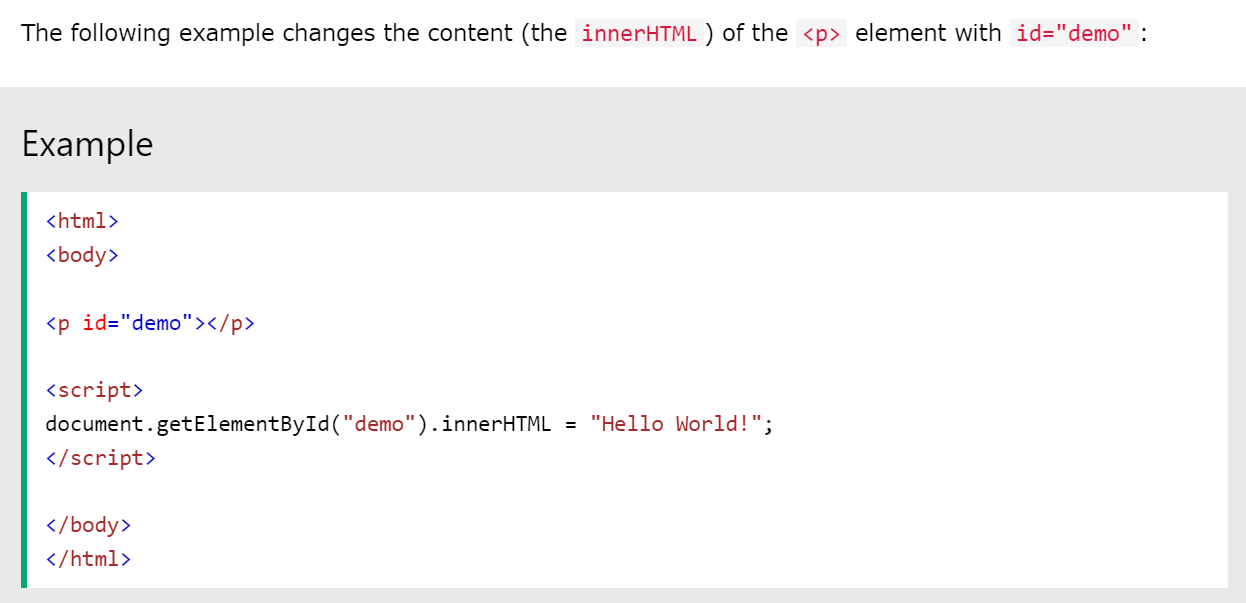 The following example changes the content (the innerHTML) of the <p> element with id="demo":
Example
<html>
<body>
<p id="demo"></p>
<script>
document.getElementById("demo").innerHTML = "Hello World!";
</script>
</body>
</html>